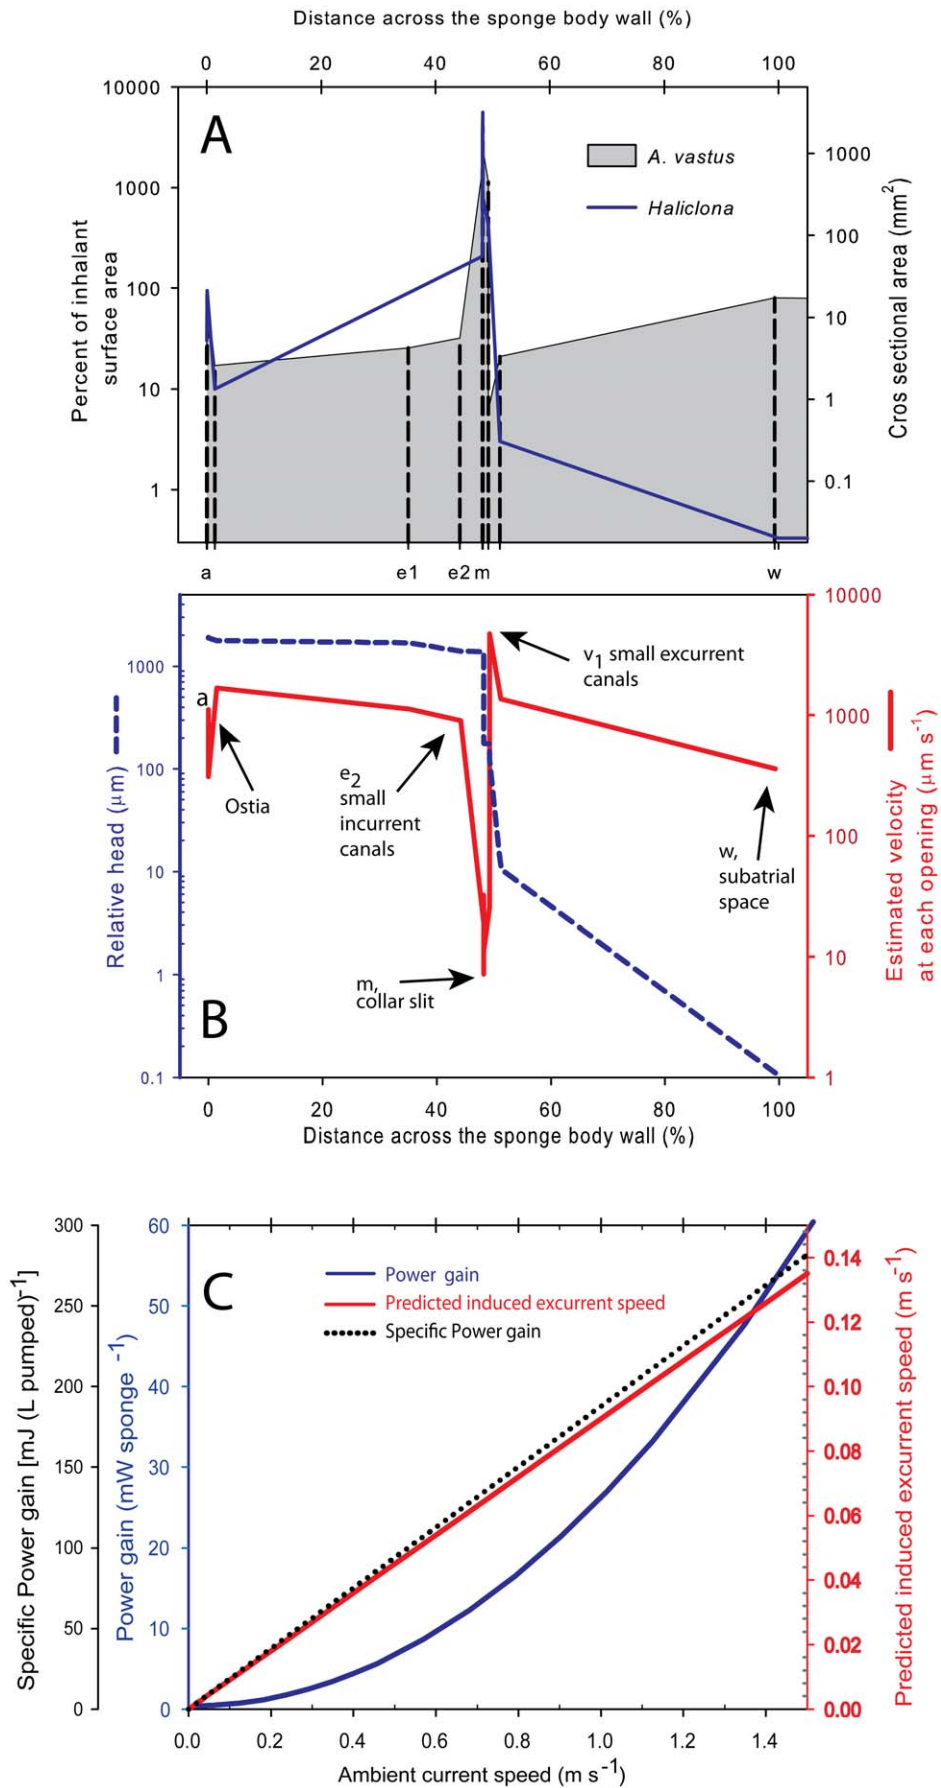 Distance across the sponge body wall (%)
0 20 40 60 80 100
10000
1000
100
10
1
Percent of inhalant
surface area
A
A. vastus
Haliclona
1000
100
10
1
0.1
Cros sectional area (mm²)
a e1 e2 m w
1000
100
10
1
0.1
Relative head (µm)
a
Ostia
e₂
small
incurrent
canals
v₁ small excurrent
canals
w,
subatrial
space
m,
collar slit
B
10000
1000
100
10
1
Estimated velocity
at each opening (µm s⁻¹)
0 20 40 60 80 100
Distance across the sponge body wall (%)
300
250
200
150
100
50
0
Specific Power gain [mJ (L pumped)⁻¹]
60
50
40
30
20
10
0
Power gain (mW sponge ⁻¹)
C
Power gain
Predicted induced excurrent speed
Specific Power gain
0.14
0.12
0.10
0.08
0.06
0.04
0.02
0.00
Predicted induced excurrent speed (m s⁻¹)
0.0 0.2 0.4 0.6 0.8 1.0 1.2 1.4
Ambient current speed (m s⁻¹)